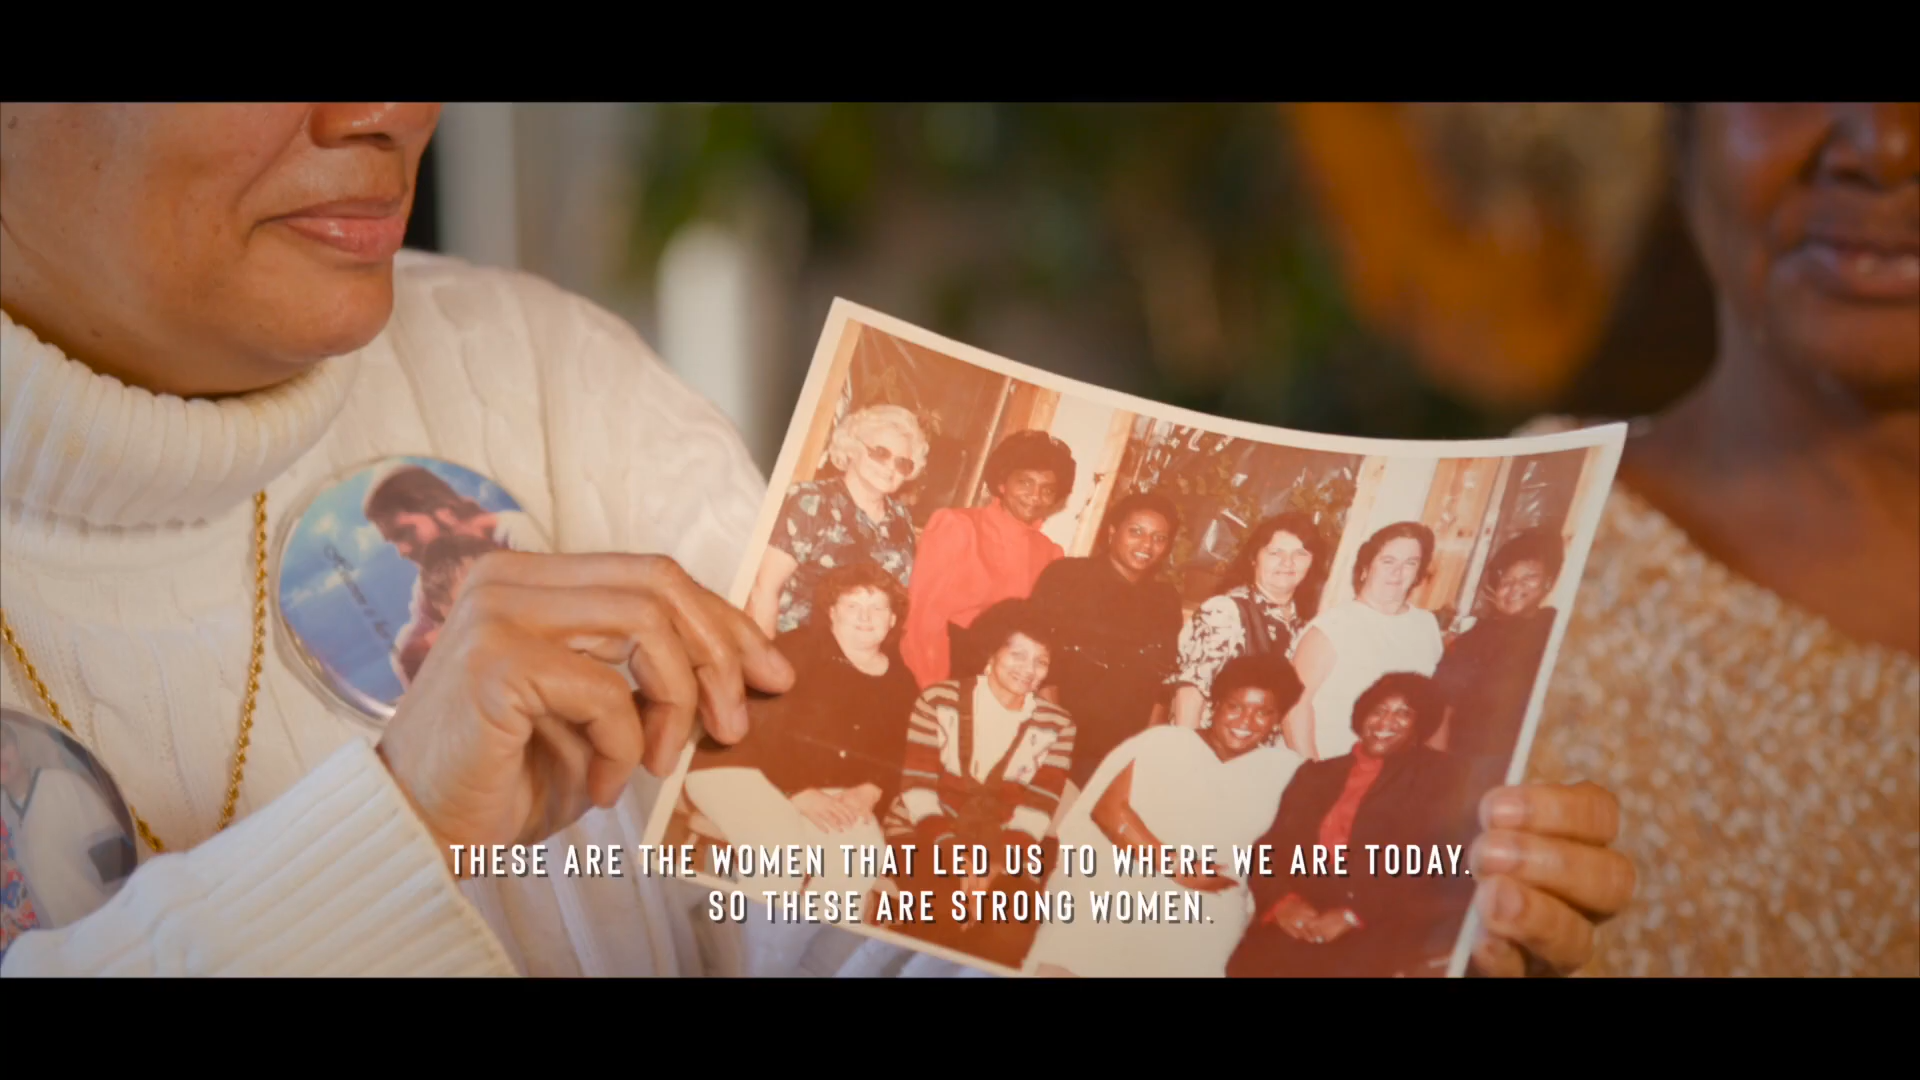 THESE ARE THE WOMEN THAT LED US TO WHERE WE ARE TODAY.
SO THESE ARE STRONG WOMEN.